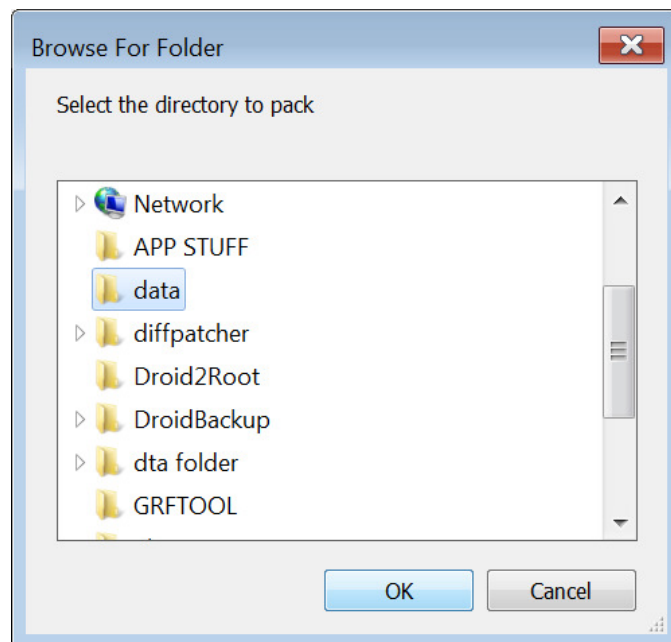 Browse For Folder
Select the directory to pack
Network
APP STUFF
data
diffpatcher
Droid2Root
DroidBackup
dta folder
GRFTOOL
OK
Cancel